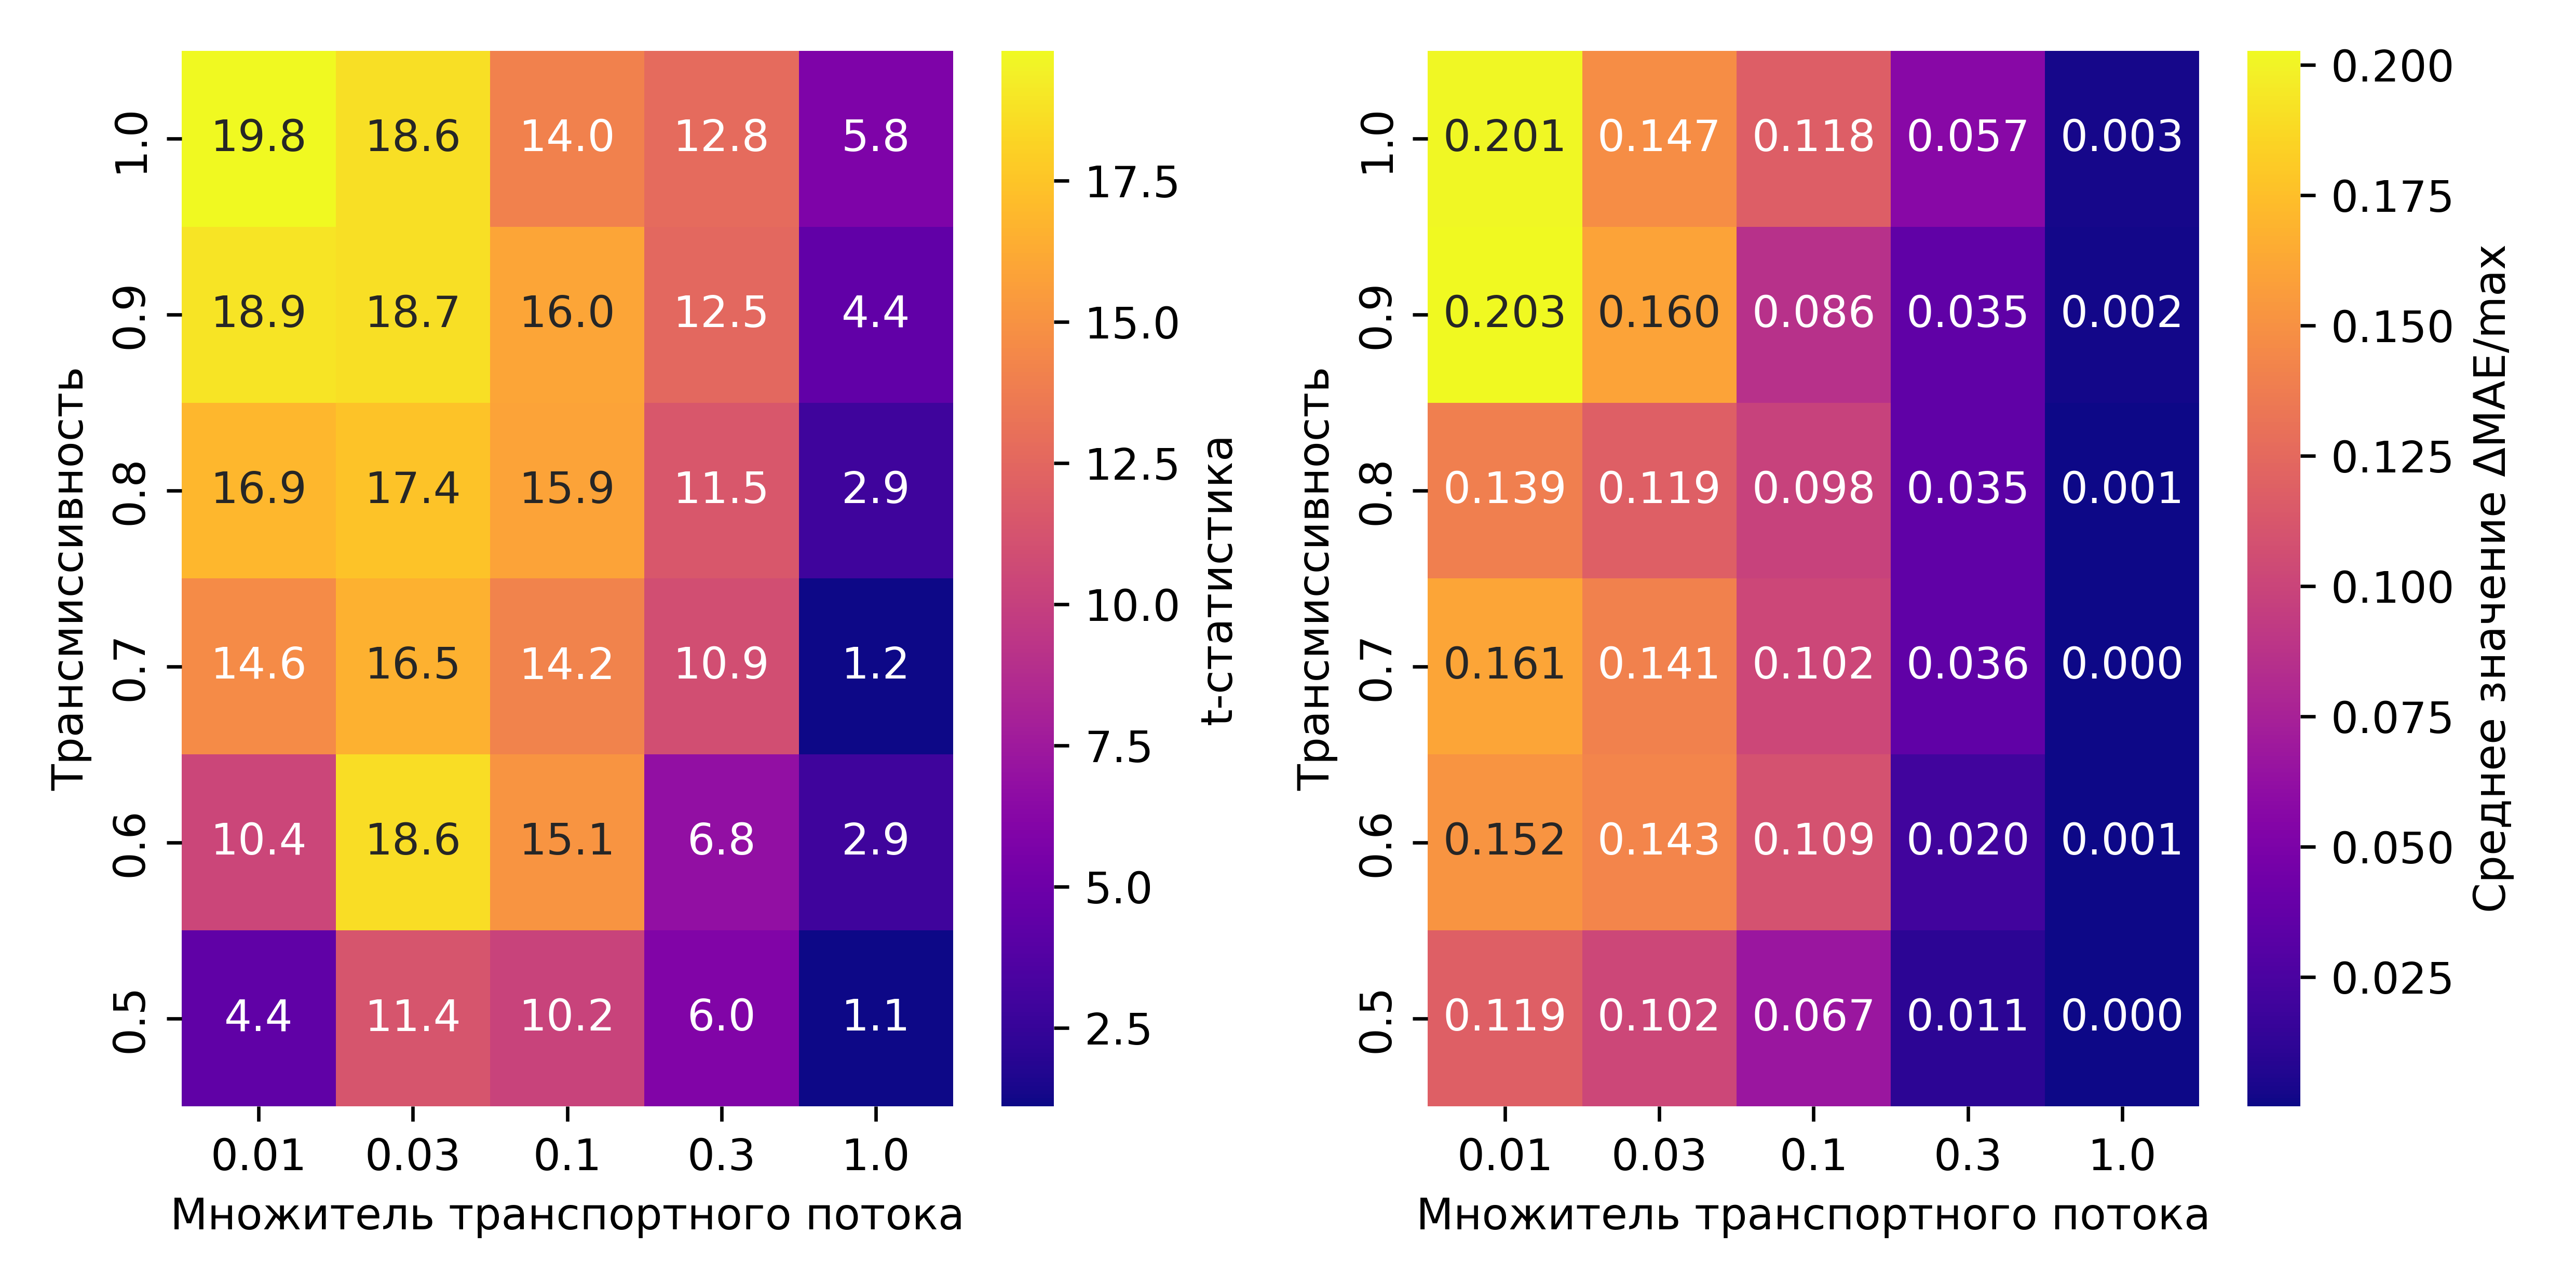 Трансмиссивность
1.0 19.8 18.6 14.0 12.8 5.8
0.9 18.9 18.7 16.0 12.5 4.4
0.8 16.9 17.4 15.9 11.5 2.9
0.7 14.6 16.5 14.2 10.9 1.2
0.6 10.4 18.6 15.1 6.8 2.9
0.5 4.4 11.4 10.2 6.0 1.1
0.01 0.03 0.1 0.3 1.0
Множитель транспортного потока
17.5
15.0
12.5
10.0
7.5
5.0
2.5
t-статистика
Трансмиссивность
1.0 0.201 0.147 0.118 0.057 0.003
0.9 0.203 0.160 0.086 0.035 0.002
0.8 0.139 0.119 0.098 0.035 0.001
0.7 0.161 0.141 0.102 0.036 0.000
0.6 0.152 0.143 0.109 0.020 0.001
0.5 0.119 0.102 0.067 0.011 0.000
0.01 0.03 0.1 0.3 1.0
Множитель транспортного потока
0.200
0.175
0.150
0.125
0.100
0.075
0.050
0.025
Среднее значение ΔMAE/max